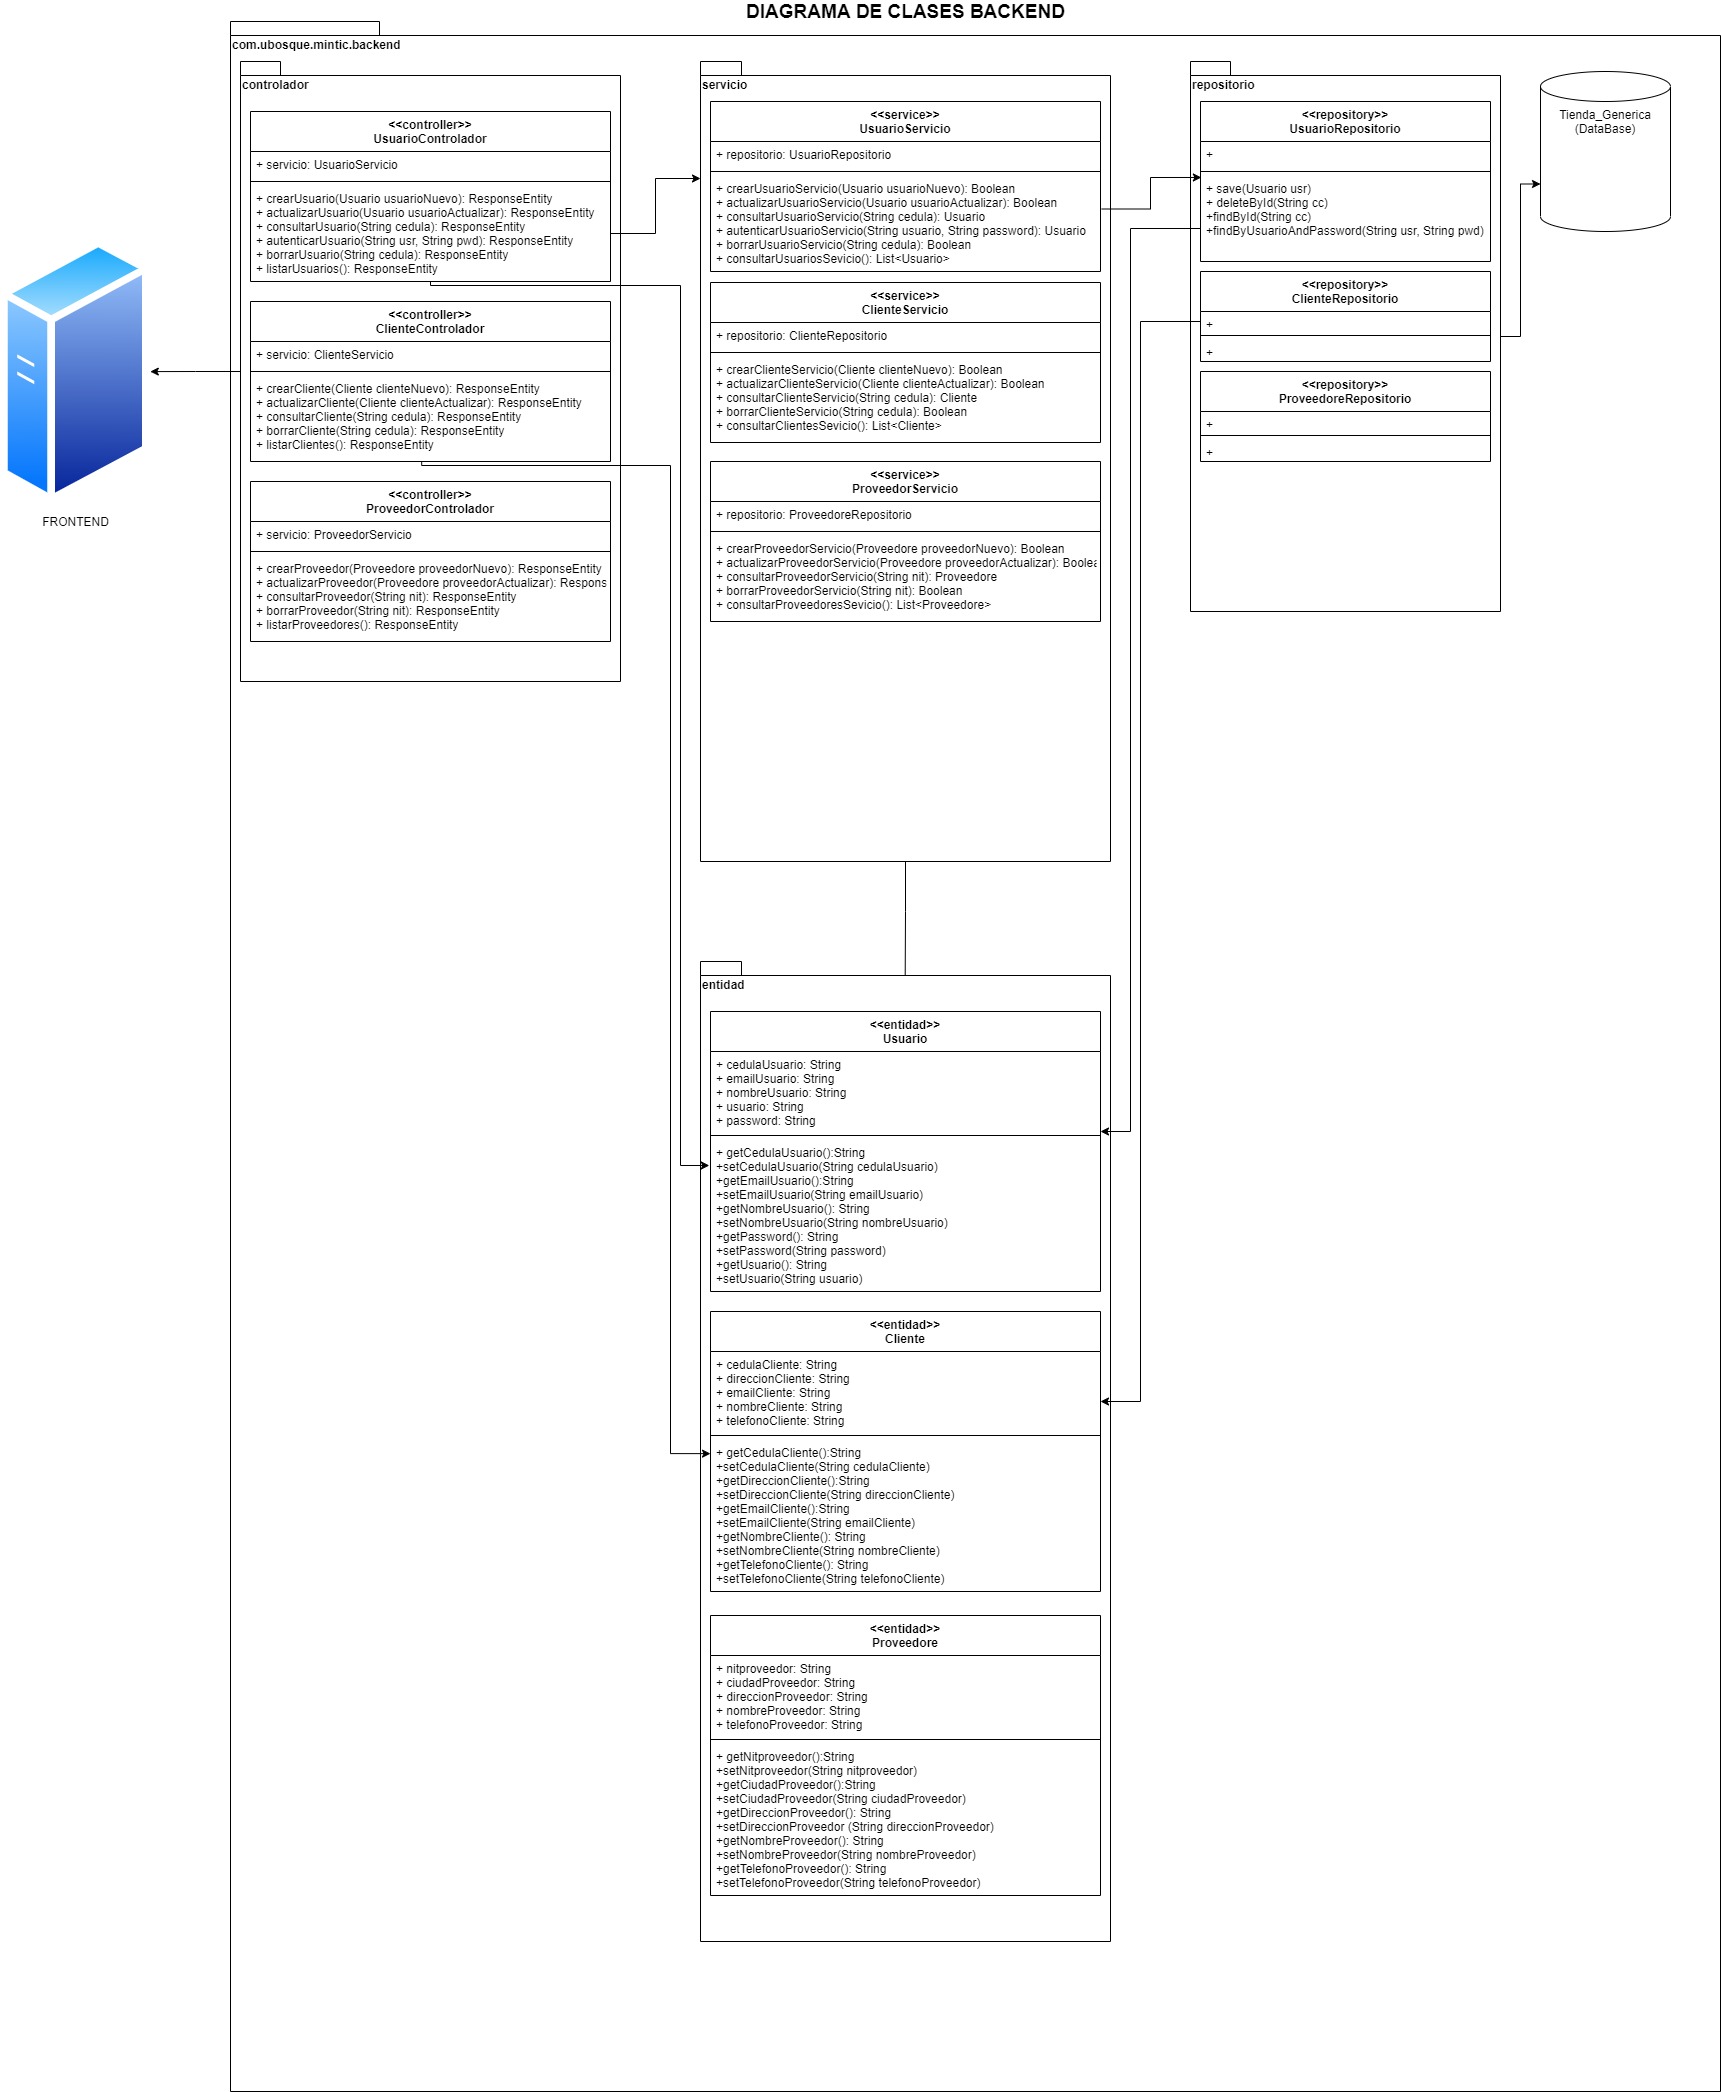 DIAGRAMA DE CLASES BACKEND
com.ubosque.mintic.backend
controlador
<<controller>>
UsuarioControlador
+ servicio: UsuarioServicio
+ crearUsuario(Usuario usuarioNuevo): ResponseEntity
+ actualizarUsuario(Usuario usuarioActualizar): ResponseEntity
+ consultarUsuario(String cedula): ResponseEntity
+ autenticarUsuario(String usr, String pwd): ResponseEntity
+ borrarUsuario(String cedula): ResponseEntity
+ listarUsuarios(): ResponseEntity
<<controller>>
ClienteControlador
+ servicio: ClienteServicio
+ crearCliente(Cliente clienteNuevo): ResponseEntity
+ actualizarCliente(Cliente clienteActualizar): ResponseEntity
+ consultarCliente(String cedula): ResponseEntity
+ borrarCliente(String cedula): ResponseEntity
+ listarClientes(): ResponseEntity
<<controller>>
ProveedorControlador
+ servicio: ProveedorServicio
+ crearProveedor(Proveedore proveedorNuevo): ResponseEntity
+ actualizarProveedor(Proveedore proveedorActualizar): Respons
+ consultarProveedor(String nit): ResponseEntity
+ borrarProveedor(String nit): ResponseEntity
+ listarProveedores(): ResponseEntity
FRONTEND
servicio
<<service>>
UsuarioServicio
+ repositorio: UsuarioRepositorio
+ crearUsuarioServicio(Usuario usuarioNuevo): Boolean
+ actualizarUsuarioServicio(Usuario usuarioActualizar): Boolean
+ consultarUsuarioServicio(String cedula): Usuario
+ autenticarUsuarioServicio(String usuario, String password): Usuario
+ borrarUsuarioServicio(String cedula): Boolean
+ consultarUsuariosSevicio(): List<Usuario>
<<service>>
ClienteServicio
+ repositorio: ClienteRepositorio
+ crearClienteServicio(Cliente clienteNuevo): Boolean
+ actualizarClienteServicio(Cliente clienteActualizar): Boolean
+ consultarClienteServicio(String cedula): Cliente
+ borrarClienteServicio(String cedula): Boolean
+ consultarClientesSevicio(): List<Cliente>
<<service>>
ProveedorServicio
+ repositorio: ProveedoreRepositorio
+ crearProveedorServicio(Proveedore proveedorNuevo): Boolean
+ actualizarProveedorServicio(Proveedore proveedorActualizar): Boolea
+ consultarProveedorServicio(String nit): Proveedore
+ borrarProveedorServicio(String nit): Boolean
+ consultarProveedoresSevicio(): List<Proveedore>
repositorio
<<repository>>
UsuarioRepositorio
+
+ save(Usuario usr)
+ deleteById(String cc)
+findById(String cc)
+findByUsuarioAndPassword(String usr, String pwd)
<<repository>>
ClienteRepositorio
+
+
<<repository>>
ProveedoreRepositorio
+
+
Tienda_Generica
(DataBase)
entidad
<<entidad>>
Usuario
+ cedulaUsuario: String
+ emailUsuario: String
+ nombreUsuario: String
+ usuario: String
+ password: String
+ getCedulaUsuario():String
+setCedulaUsuario(String cedulaUsuario)
+getEmailUsuario():String
+setEmailUsuario(String emailUsuario)
+getNombreUsuario(): String
+setNombreUsuario(String nombreUsuario)
+getPassword(): String
+setPassword(String password)
+getUsuario(): String
+setUsuario(String usuario)
<<entidad>>
Cliente
+ cedulaCliente: String
+ direccionCliente: String
+ emailCliente: String
+ nombreCliente: String
+ telefonoCliente: String
+ getCedulaCliente():String
+setCedulaCliente(String cedulaCliente)
+getDireccionCliente():String
+setDireccionCliente(String direccionCliente)
+getEmailCliente():String
+setEmailCliente(String emailCliente)
+getNombreCliente(): String
+setNombreCliente(String nombreCliente)
+getTelefonoCliente(): String
+setTelefonoCliente(String telefonoCliente)
<<entidad>>
Proveedore
+ nitproveedor: String
+ ciudadProveedor: String
+ direccionProveedor: String
+ nombreProveedor: String
+ telefonoProveedor: String
+ getNitproveedor():String
+setNitproveedor(String nitproveedor)
+getCiudadProveedor():String
+setCiudadProveedor(String ciudadProveedor)
+getDireccionProveedor(): String
+setDireccionProveedor (String direccionProveedor)
+getNombreProveedor(): String
+setNombreProveedor(String nombreProveedor)
+getTelefonoProveedor(): String
+setTelefonoProveedor(String telefonoProveedor)